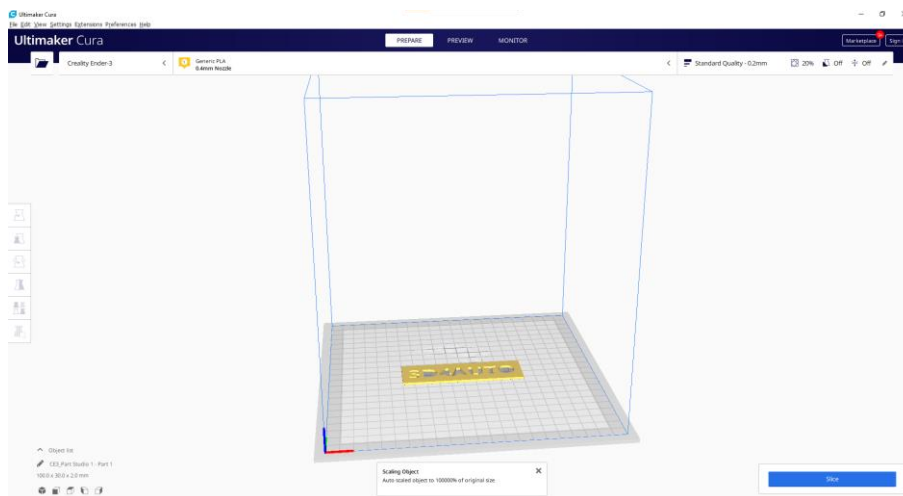 Ultimaker Cura
File Edit View Settings Extensions Preferences Help
Ultimaker Cura
PREPARE PREVIEW MONITOR
Marketplace Sign
Creality Ender-3
Generic PLA
0.4mm Nozzle
Standard Quality - 0.2mm 20% Off Off
Object list
CE3_Part Studio 1 - Part 1
100.0 x 30.0 x 2.0 mm
Scaling Object
Auto scaled object to 100000% of original size
Slice